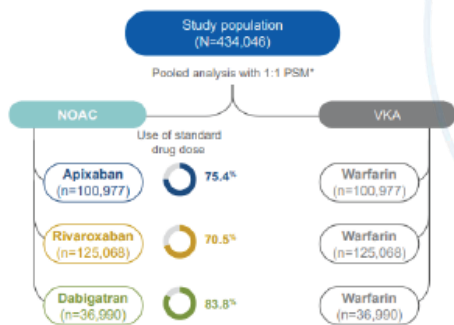 Study population
(N=434,046)
Pooled analysis with 1:1 PSM*
NOAC
VKA
Use of standard
drug dose
Apixaban
(n=100,977)
75.4%
Warfarin
(n=100,977)
Rivaroxaban
(n=125,068)
70.5%
Warfarin
(n=125,068)
Dabigatran
(n=36,990)
83.8%
Warfarin
(n=36,990)